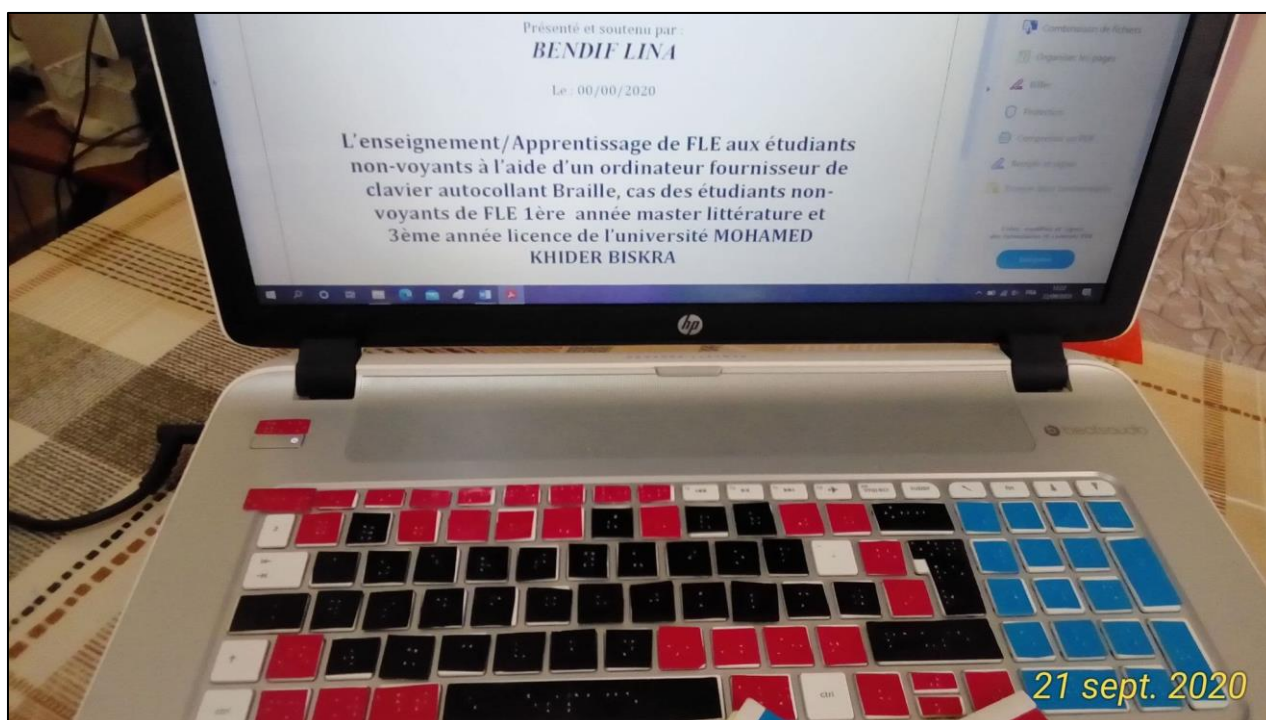 Présenté et soutenu par :
BENDIF LINA
Le : 00/00/2020
L'enseignement/Apprentissage de FLE aux étudiants
non-voyants à l'aide d'un ordinateur fournisseur de
clavier autocollant Braille, cas des étudiants non-
voyants de FLE 1ère année master littérature et
3ème année licence de l'université MOHAMED
KHIDER BISKRA
Combinaison de fichiers
Organiser les pages
Protection
hp
beatsaudio
ctrl
ctrl
21 sept. 2020